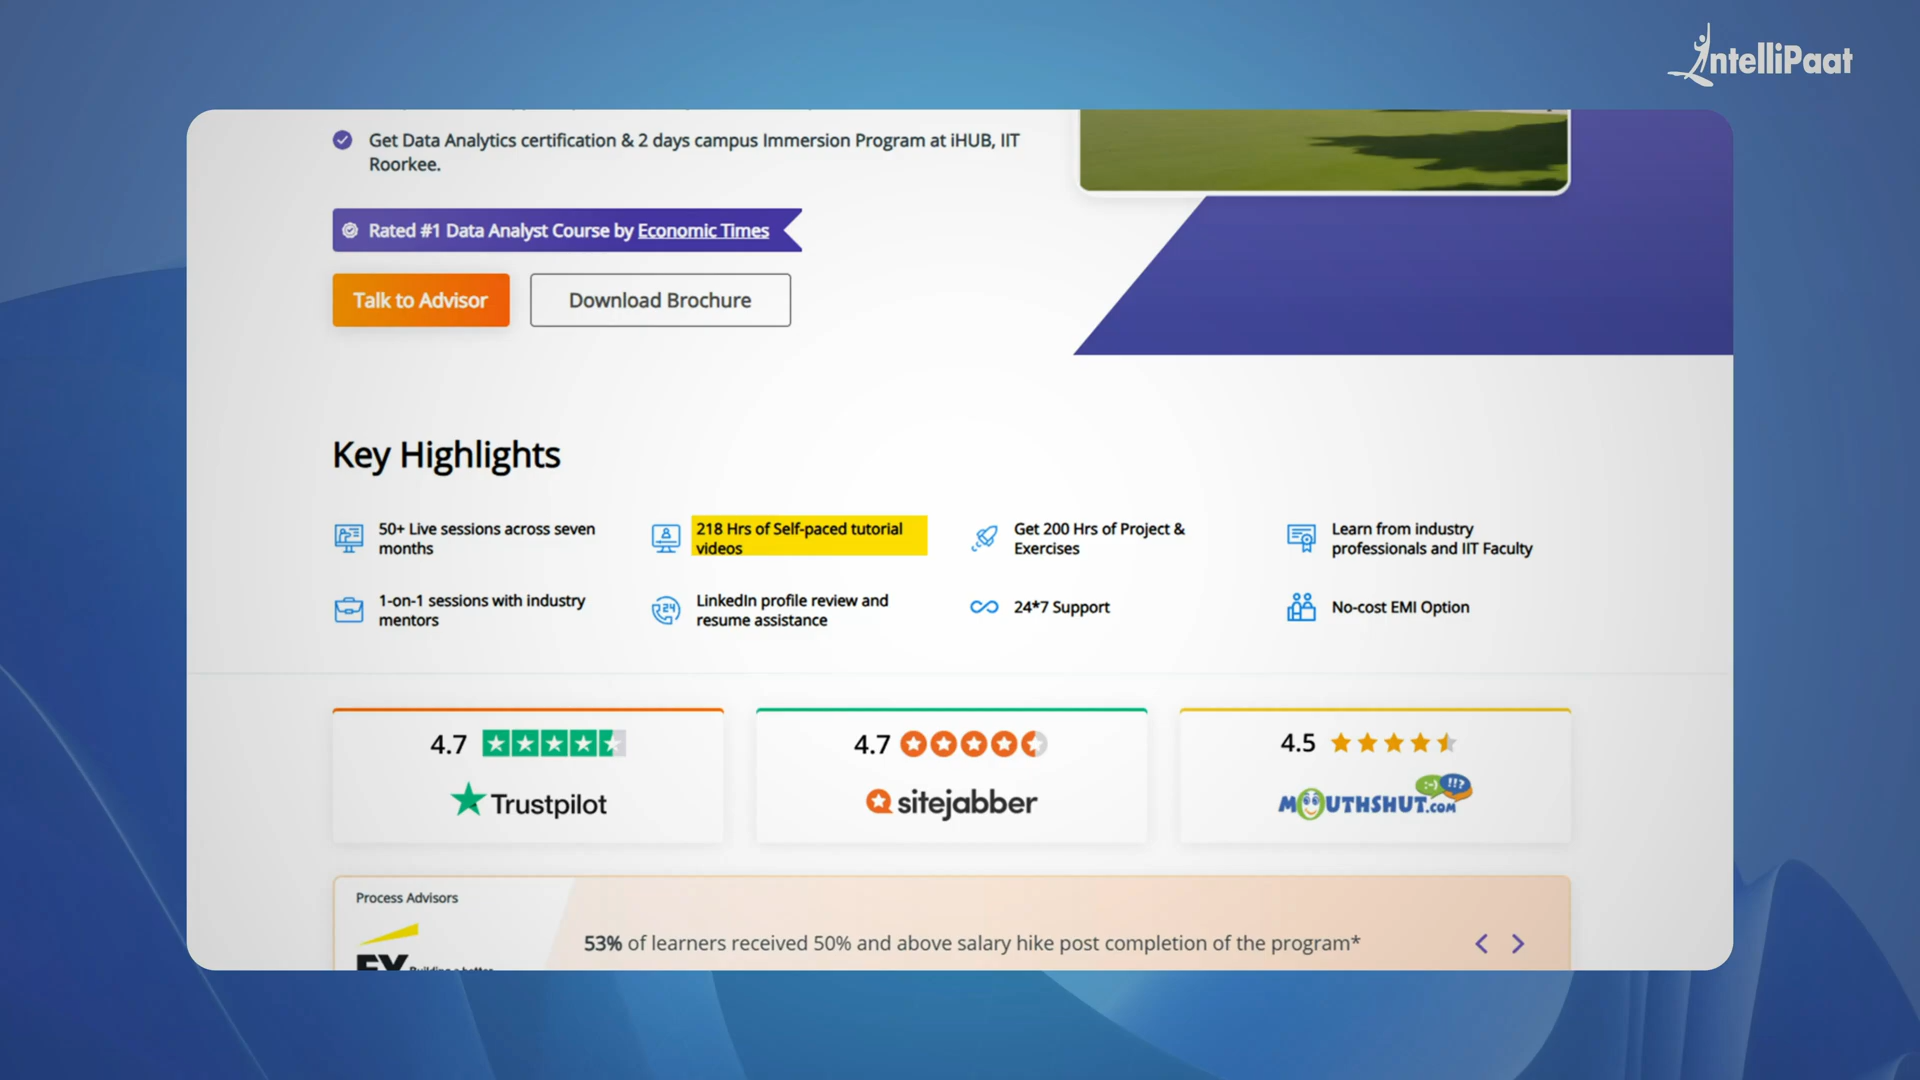 IntelliPaat
Get Data Analytics certification & 2 days campus Immersion Program at iHUB, IIT
Roorkee.
Rated #1 Data Analyst Course by Economic Times
Talk to Advisor
Download Brochure
Key Highlights
50+ Live sessions across seven
months
218 Hrs of Self-paced tutorial
videos
Get 200 Hrs of Project &
Exercises
Learn from industry
professionals and IIT Faculty
1-on-1 sessions with industry
mentors
LinkedIn profile review and
resume assistance
24*7 Support
No-cost EMI Option
4.7
Trustpilot
4.7
sitejabber
4.5
MOUTHSHUT.COM
Process Advisors
EY
53% of learners received 50% and above salary hike post completion of the program*